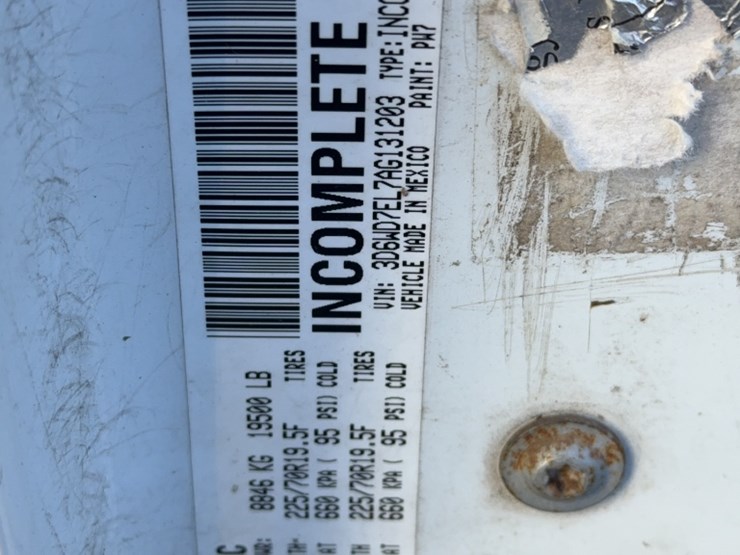 8846 KG 19500 LB
225/70R19.5F TIRES
660 KPA ( 95 PSI) COLD
225/70R19.5F TIRES
660 KPA ( 95 PSI) COLD
INCOMPLETE
VIN: 3D6WD7EL7AG131203 TYPE:
VEHICLE MADE IN MEXICO PAINT: PW7